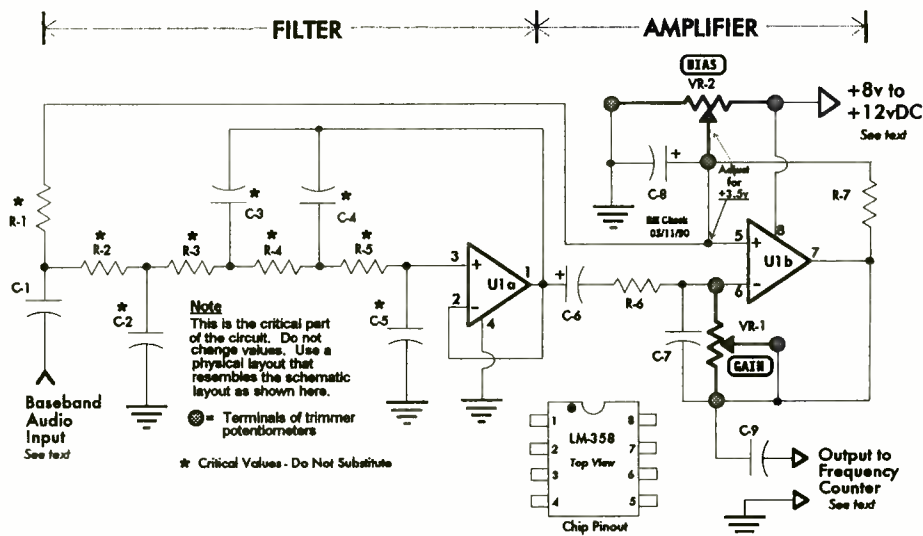 FILTER
AMPLIFIER
BIAS
VR-2
+8v to
+12vDC
See text
C-8
+
Adjust
for
+3.5v
Bill Cheek
03/11/90
R-7
* R-1
* R-2
* R-3
* C-3
* R-4
* C-4
* R-5
C-1
* C-2
* C-5
3
+
2
-
4
1
U1a
+
C-6
R-6
C-7
5
+
6
-
8
7
U1b
VR-1
GAIN
Note
This is the critical part
of the circuit. Do not
change values. Use a
physical layout that
resembles the schematic
layout as shown here.
= Terminals of trimmer
potentiometers
* Critical Values - Do Not Substitute
Baseband
Audio
Input
See text
1
2
3
4
8
7
6
5
LM-358
Top View
Chip Pinout
C-9
Output to
Frequency
Counter
See text